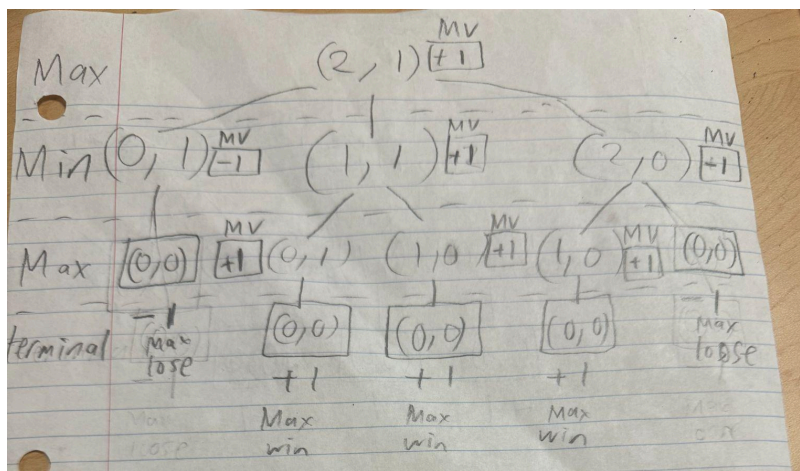 MV
Max (2, 1) +1
MV MV MV
Min (0, 1) -1 (1, 1) +1 (2, 0) +1
MV MV MV
Max (0,0) +1 (0, 1) (1, 0) +1 (1, 0) +1 (0,0)
terminal -1 Max lose (0,0) (0,0) (0,0) -1 Max loose
+1 +1 +1
Max Max Max
win win win